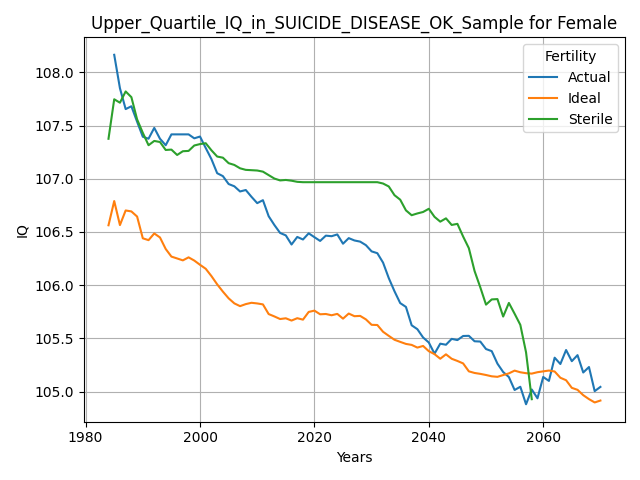 Upper_Quartile_IQ_in_SUICIDE_DISEASE_OK_Sample for Female
Fertility
Actual
Ideal
Sterile
108.0
107.5
107.0
106.5
106.0
105.5
105.0
IQ
1980
2000
2020
2040
2060
Years